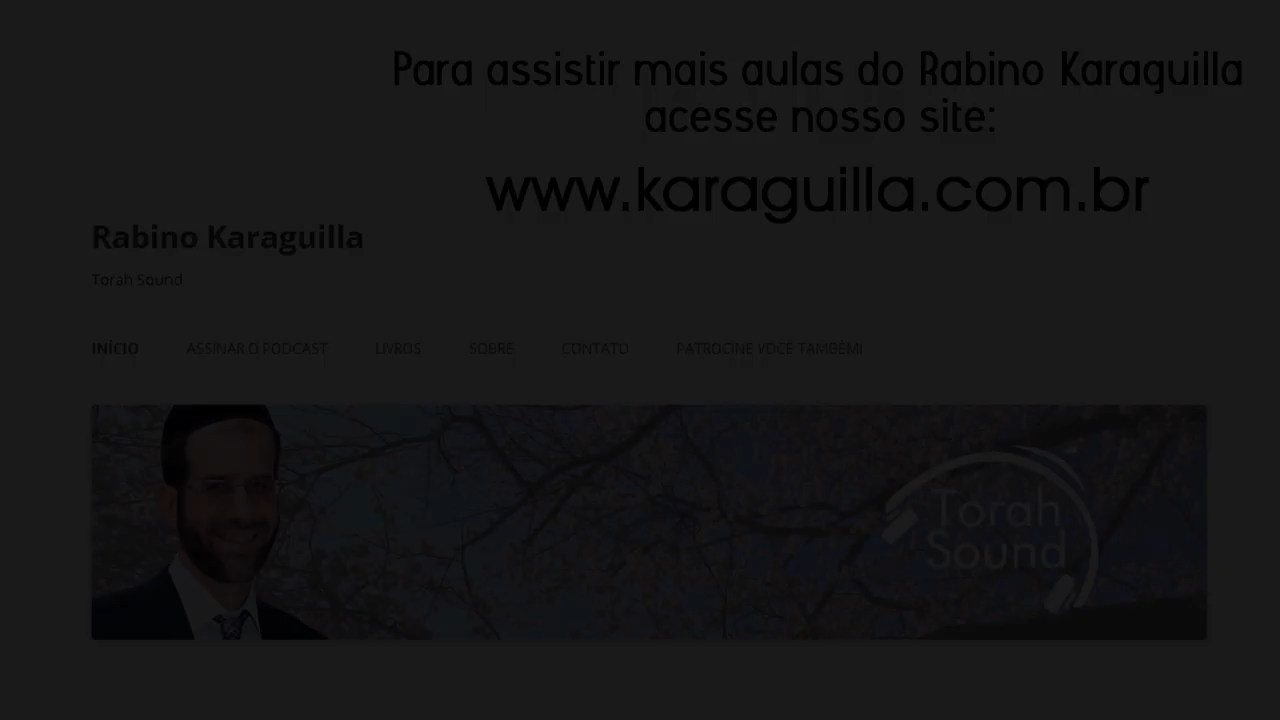 Para assistir mais aulas do Rabino Karaguilla
acesse nosso site:
www.karaguilla.com.br
Rabino Karaguilla
Torah Sound
INÍCIO ASSINAR O PODCAST LIVROS SOBRE CONTATO PATROCINE VOCÊ TAMBÉM!
Torah
Sound